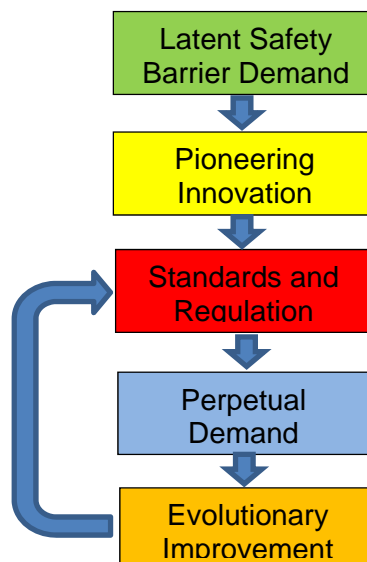 Latent Safety
Barrier Demand
Pioneering
Innovation
Standards and
Regulation
Perpetual
Demand
Evolutionary
Improvement